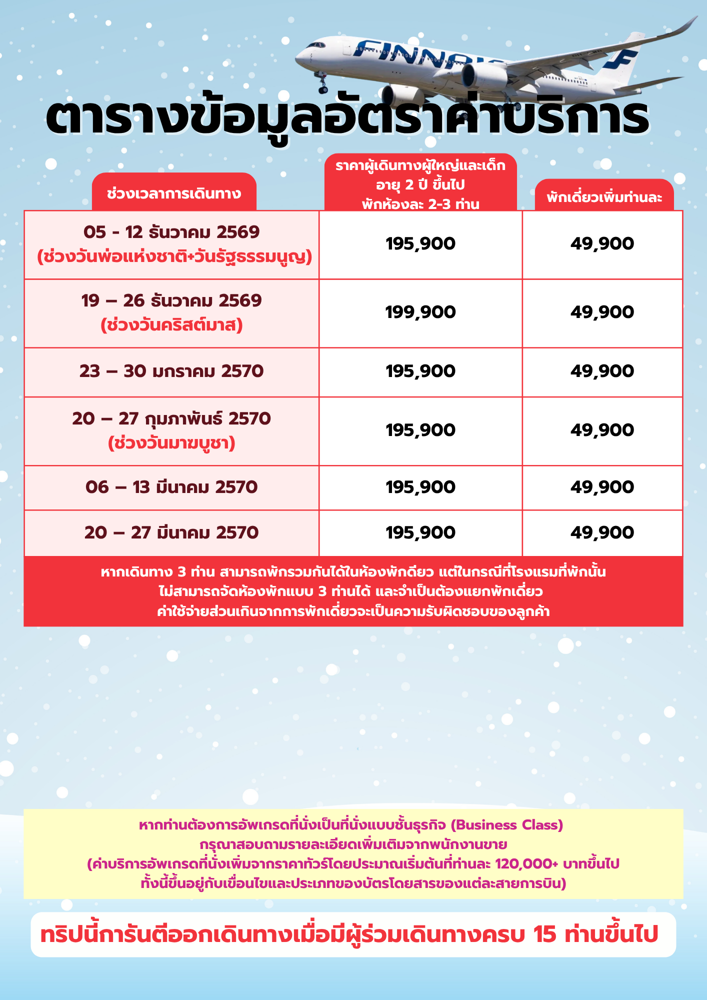 FINNAIR
ตารางข้อมูลอัตราค่าบริการ
ช่วงเวลาการเดินทาง
ราคาผู้เดินทางผู้ใหญ่และเด็ก
อายุ 2 ปี ขึ้นไป
พักห้องละ 2-3 ท่าน
พักเดี่ยวเพิ่มท่านละ
05 - 12 ธันวาคม 2569
(ช่วงวันพ่อแห่งชาติ+วันรัฐธรรมนูญ)
195,900
49,900
19 – 26 ธันวาคม 2569
(ช่วงวันคริสต์มาส)
199,900
49,900
23 – 30 มกราคม 2570
195,900
49,900
20 – 27 กุมภาพันธ์ 2570
(ช่วงวันมาฆบูชา)
195,900
49,900
06 – 13 มีนาคม 2570
195,900
49,900
20 – 27 มีนาคม 2570
195,900
49,900
หากเดินทาง 3 ท่าน สามารถพักรวมกันได้ในห้องพักดียว แต่ในกรณีที่โรงแรมที่พักนั้น
ไม่สามารถจัดห้องพักแบบ 3 ท่านได้ และจำเป็นต้องแยกพักเดี่ยว
ค่าใช้จ่ายส่วนเกินจากการพักเดี่ยวจะเป็นความรับผิดชอบของลูกค้า
หากท่านต้องการอัพเกรดที่นั่งเป็นที่นั่งแบบชั้นธุรกิจ (Business Class)
กรุณาสอบถามรายละเอียดเพิ่มเติมจากพนักงานขาย
(ค่าบริการอัพเกรดที่นั่งเพิ่มจากราคาทัวร์โดยประมาณเริ่มต้นที่ท่านละ 120,000+ บาทขึ้นไป
ทั้งนี้ขึ้นอยู่กับเขื่อนไขและประเภทของบัตรโดยสารของแต่ละสายการบิน)
ทริปนี้การันตีออกเดินทางเมื่อมีผู้ร่วมเดินทางครบ 15 ท่านขึ้นไป